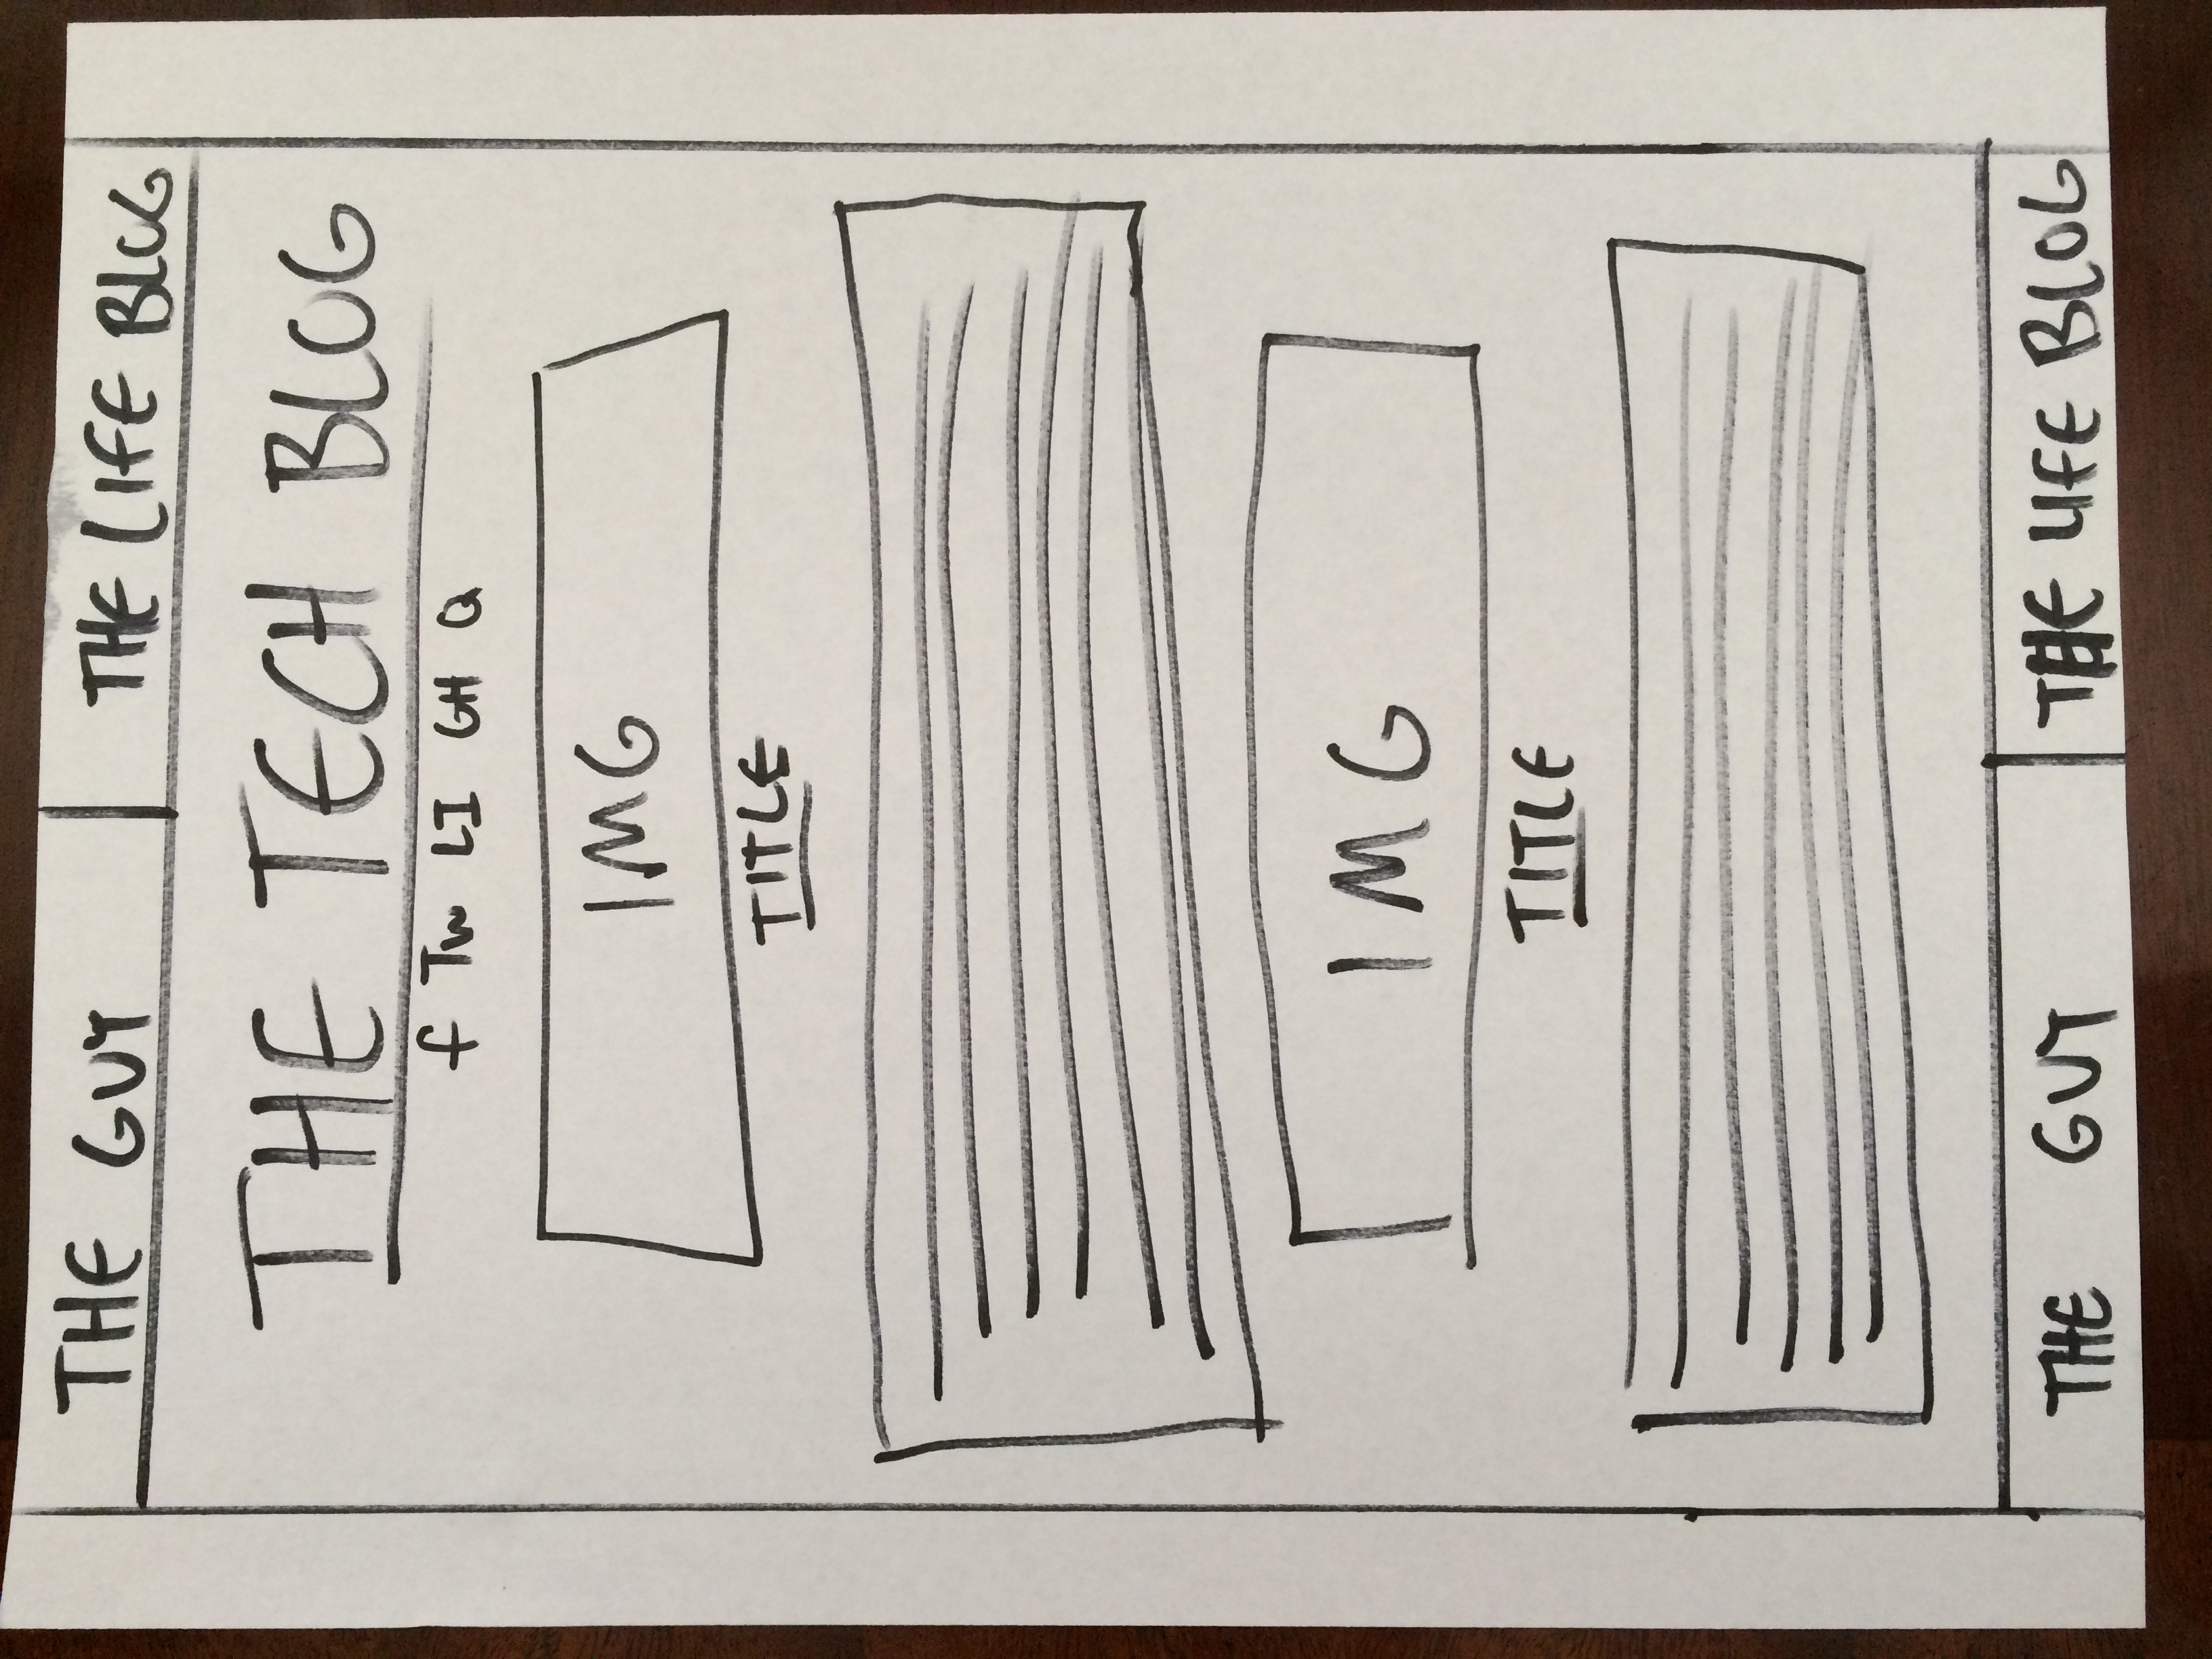 THE GUY THE LIFE BLOG
THE TECH BLOG
f Tw LI GH Q
IMG
TITLE
IMG
TITLE
THE GUY THE LIFE BLOG